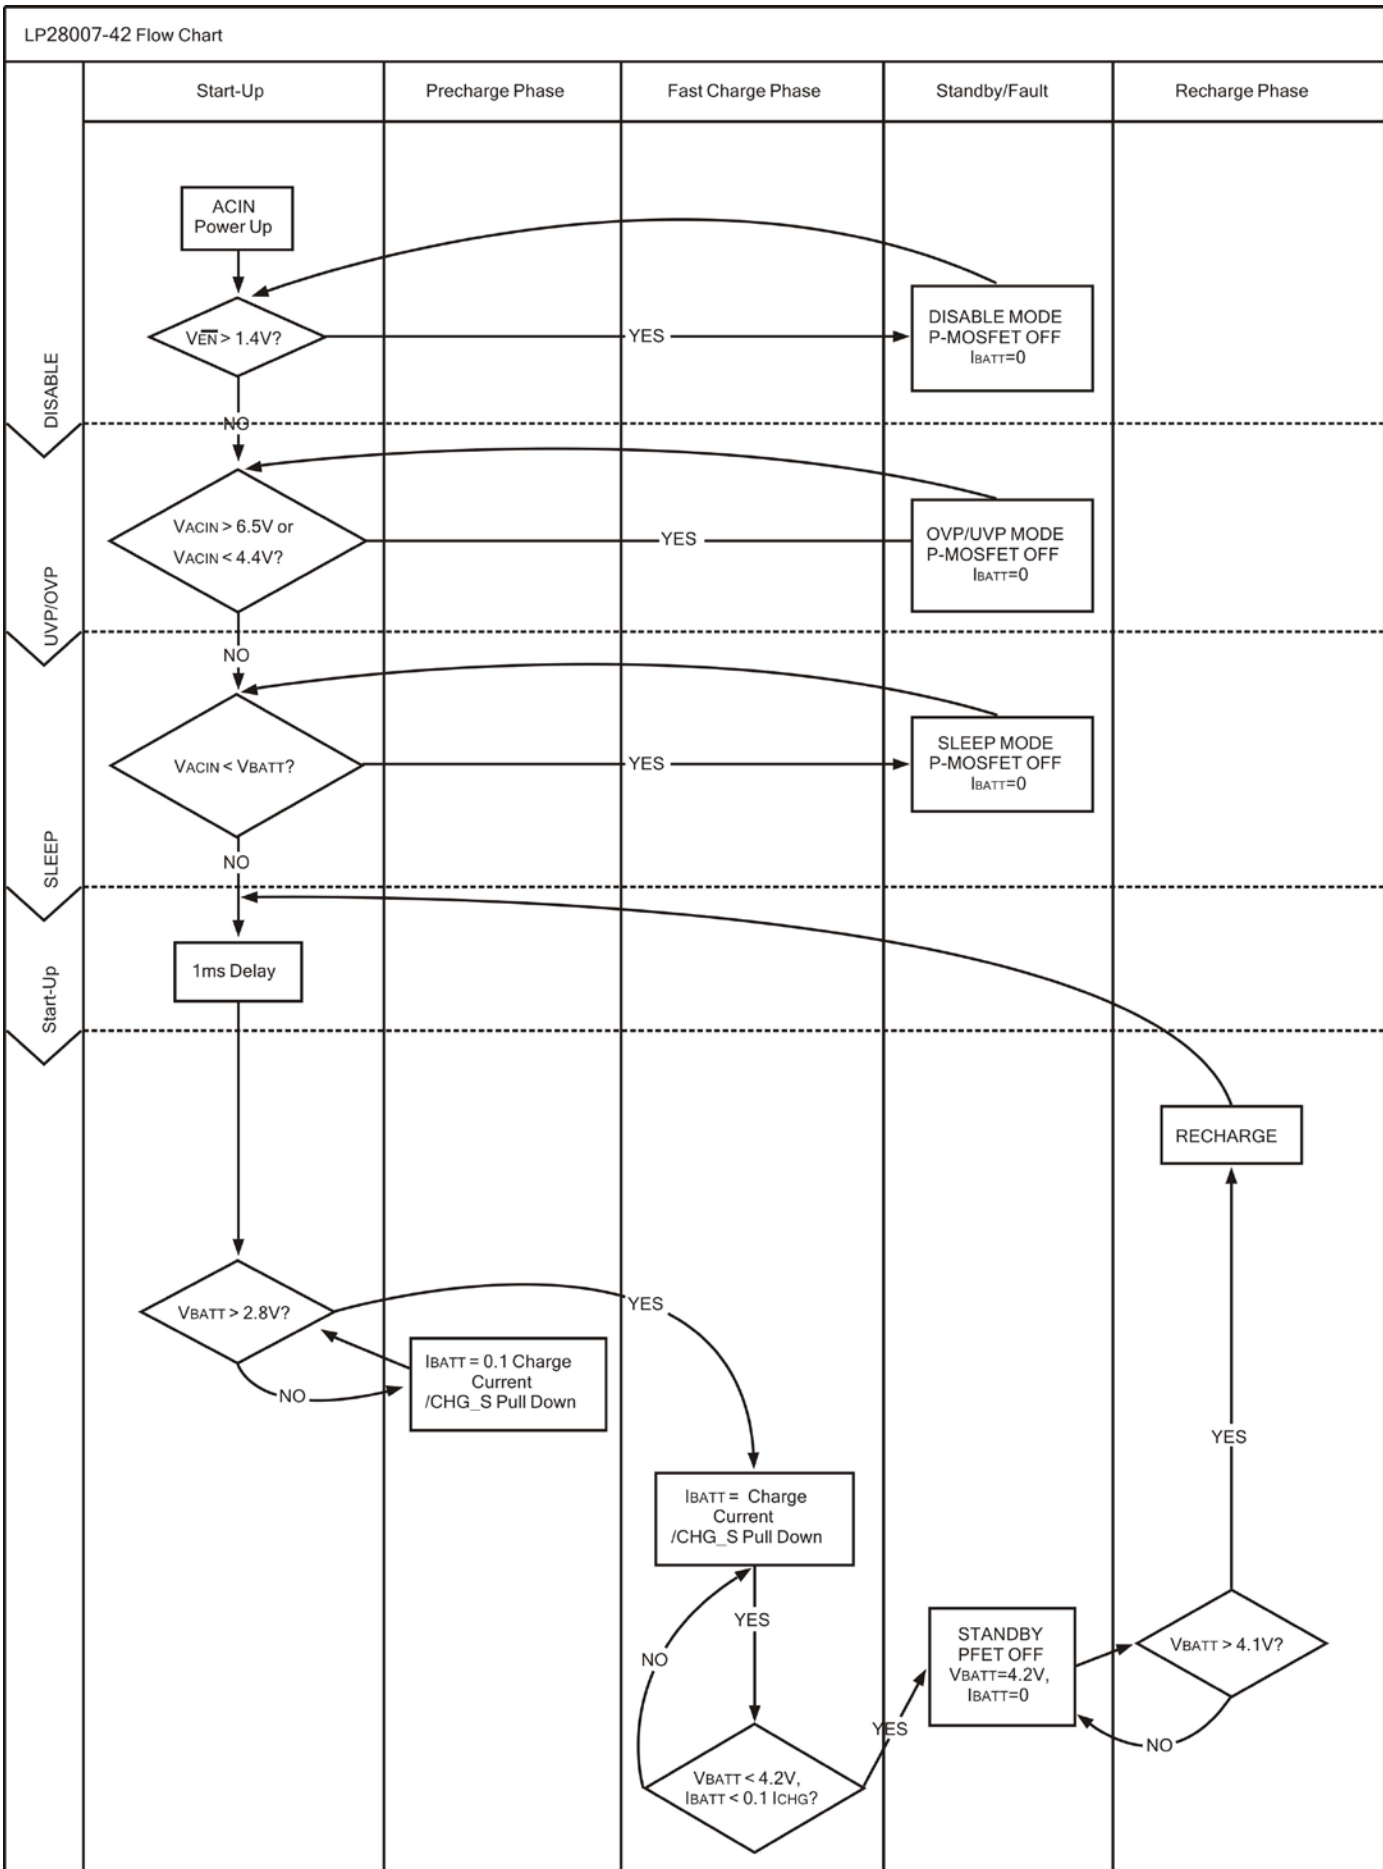 LP28007-42 Flow Chart
Start-Up
Precharge Phase
Fast Charge Phase
Standby/Fault
Recharge Phase
DISABLE
ACIN
Power Up
VEN > 1.4V?
YES
DISABLE MODE
P-MOSFET OFF
IBATT=0
NO
UVP/OVP
VACIN > 6.5V or
VACIN < 4.4V?
YES
OVP/UVP MODE
P-MOSFET OFF
IBATT=0
NO
SLEEP
VACIN < VBATT?
YES
SLEEP MODE
P-MOSFET OFF
IBATT=0
NO
Start-Up
1ms Delay
RECHARGE
VBATT > 2.8V?
YES
NO
IBATT = 0.1 Charge
Current
/CHG_S Pull Down
IBATT = Charge
Current
/CHG_S Pull Down
YES
NO
VBATT < 4.2V,
IBATT < 0.1 ICHG?
YES
STANDBY
PFET OFF
VBATT=4.2V,
IBATT=0
VBATT > 4.1V?
YES
NO